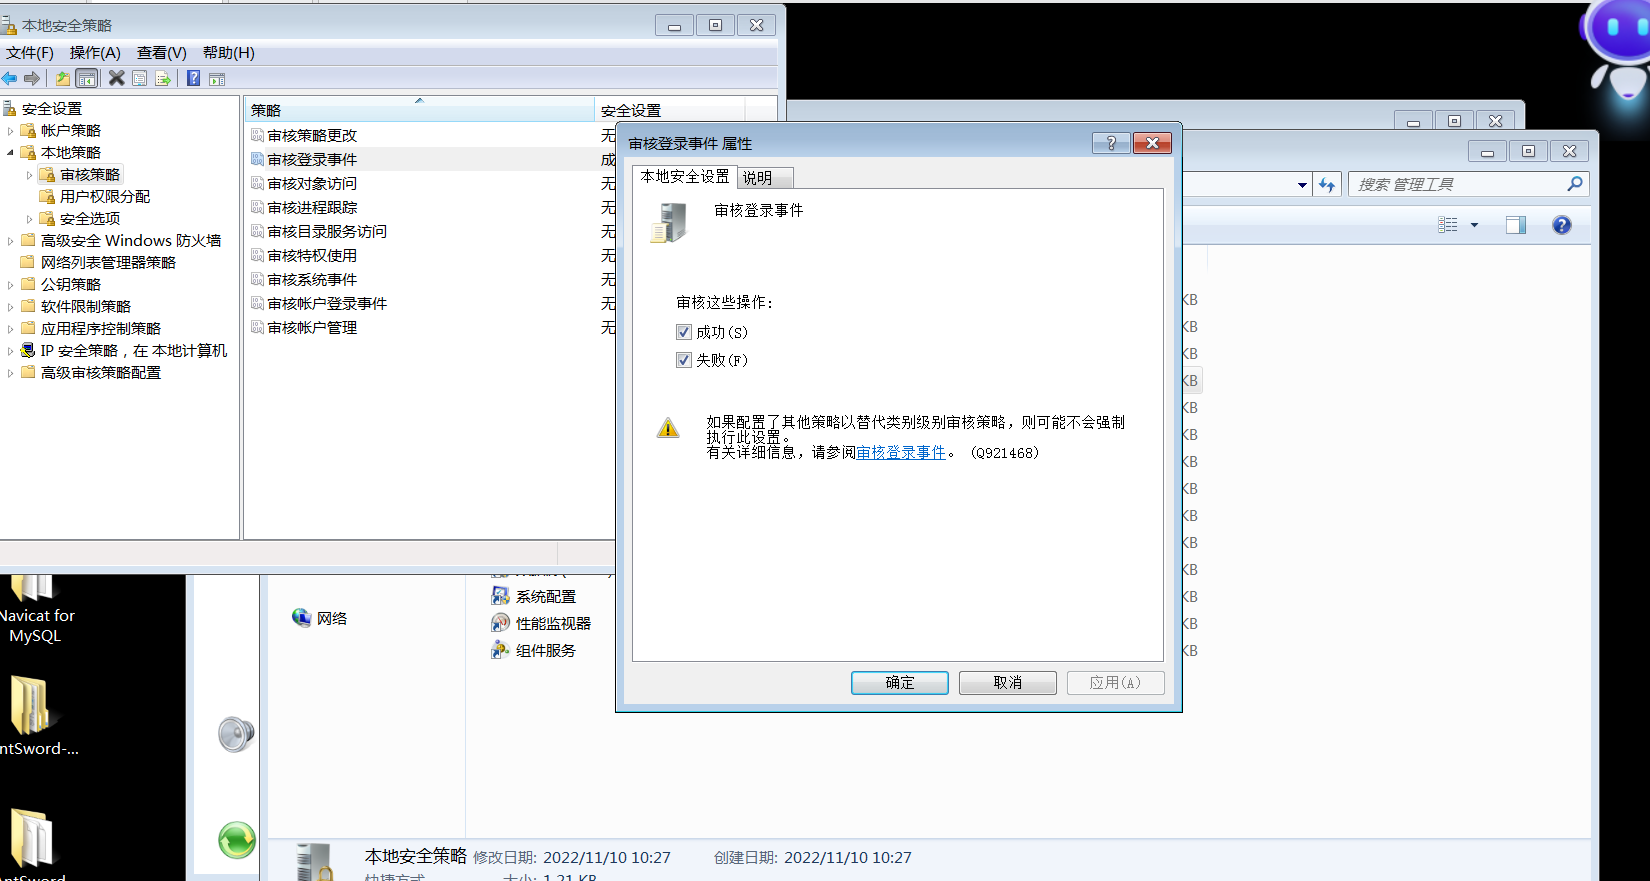 本地安全策略
文件(F) 操作(A) 查看(V) 帮助(H)
安全设置
帐户策略
本地策略
审核策略
用户权限分配
安全选项
高级安全 Windows 防火墙
网络列表管理器策略
公钥策略
软件限制策略
应用程序控制策略
IP 安全策略，在 本地计算机
高级审核策略配置
策略 安全设置
审核策略更改 无
审核登录事件 成
审核对象访问 无
审核进程跟踪 无
审核目录服务访问 无
审核特权使用 无
审核系统事件 无
审核帐户登录事件 无
审核帐户管理 无
审核登录事件 属性
本地安全设置 说明
审核登录事件
审核这些操作:
成功(S)
失败(F)
如果配置了其他策略以替代类别级别审核策略，则可能不会强制
执行此设置。
有关详细信息，请参阅审核登录事件。 (Q921468)
确定 取消 应用(A)
搜索 管理工具
KB
KB
KB
KB
KB
KB
KB
KB
KB
KB
KB
KB
KB
KB
网络
系统配置
性能监视器
组件服务
Navicat for
MySQL
ntSword-...
本地安全策略 修改日期: 2022/11/10 10:27 创建日期: 2022/11/10 10:27
快捷方式 大小: 1.21 KB
ntSword